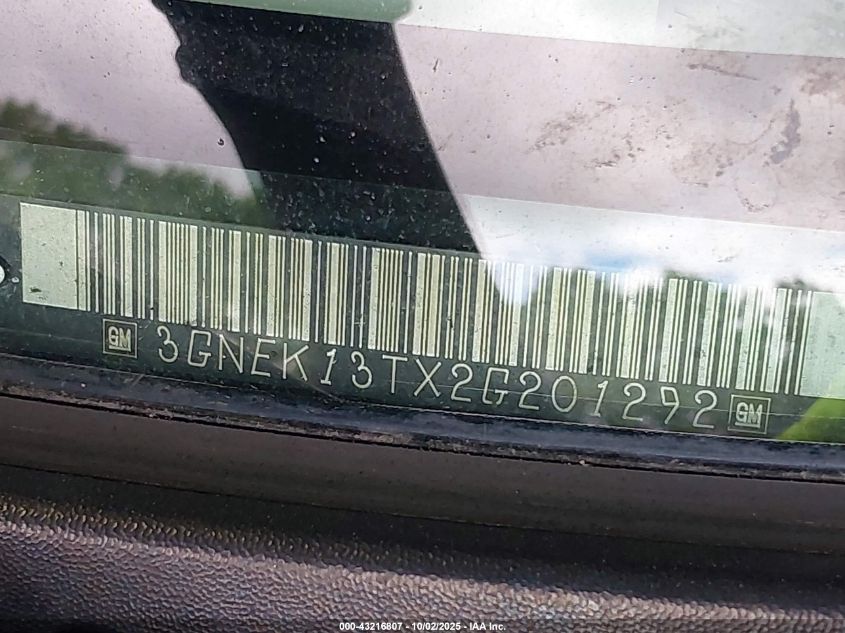 GM 3GNEK13TX2G201292 GM
000-43216807 - 10/02/2025 - IAA Inc.